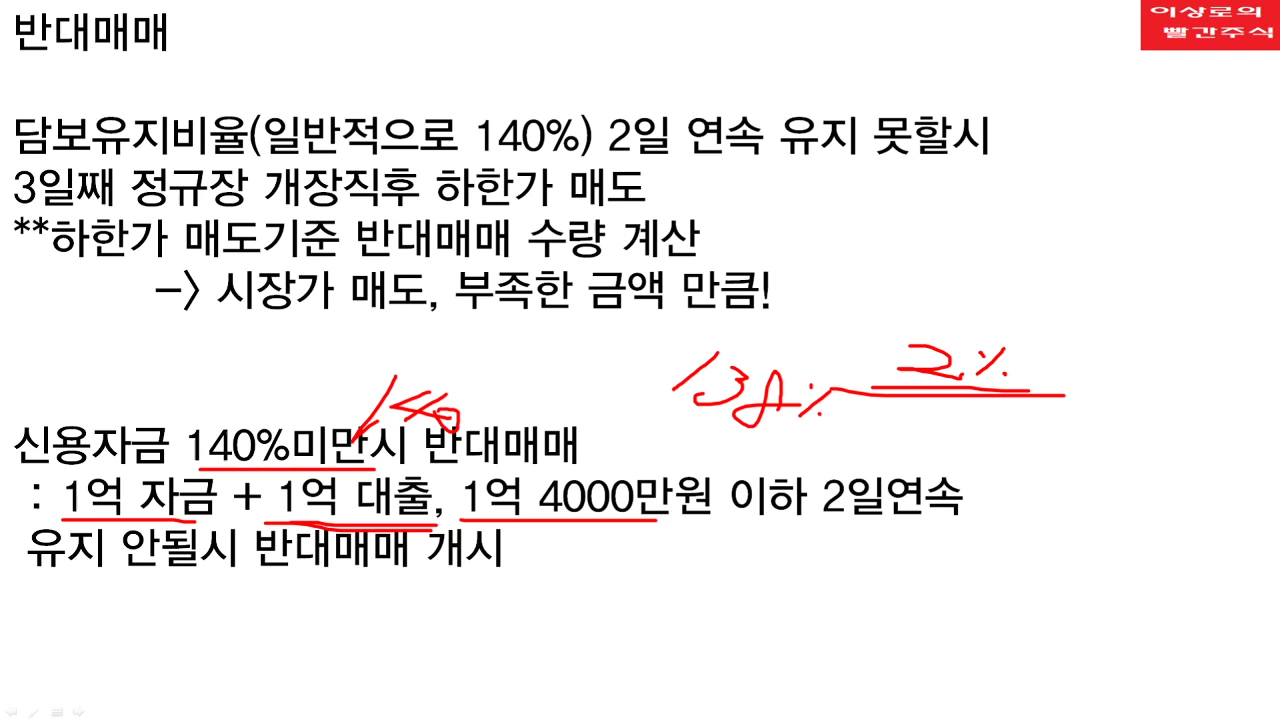 반대매매
이상로의
빨간주식
담보유지비율(일반적으로 140%) 2일 연속 유지 못할시
3일째 정규장 개장직후 하한가 매도
**하한가 매도기준 반대매매 수량 계산
-> 시장가 매도, 부족한 금액 만큼!
138% 2%
140
신용자금 140%미만시 반대매매
: 1억 자금 + 1억 대출, 1억 4000만원 이하 2일연속
유지 안될시 반대매매 개시